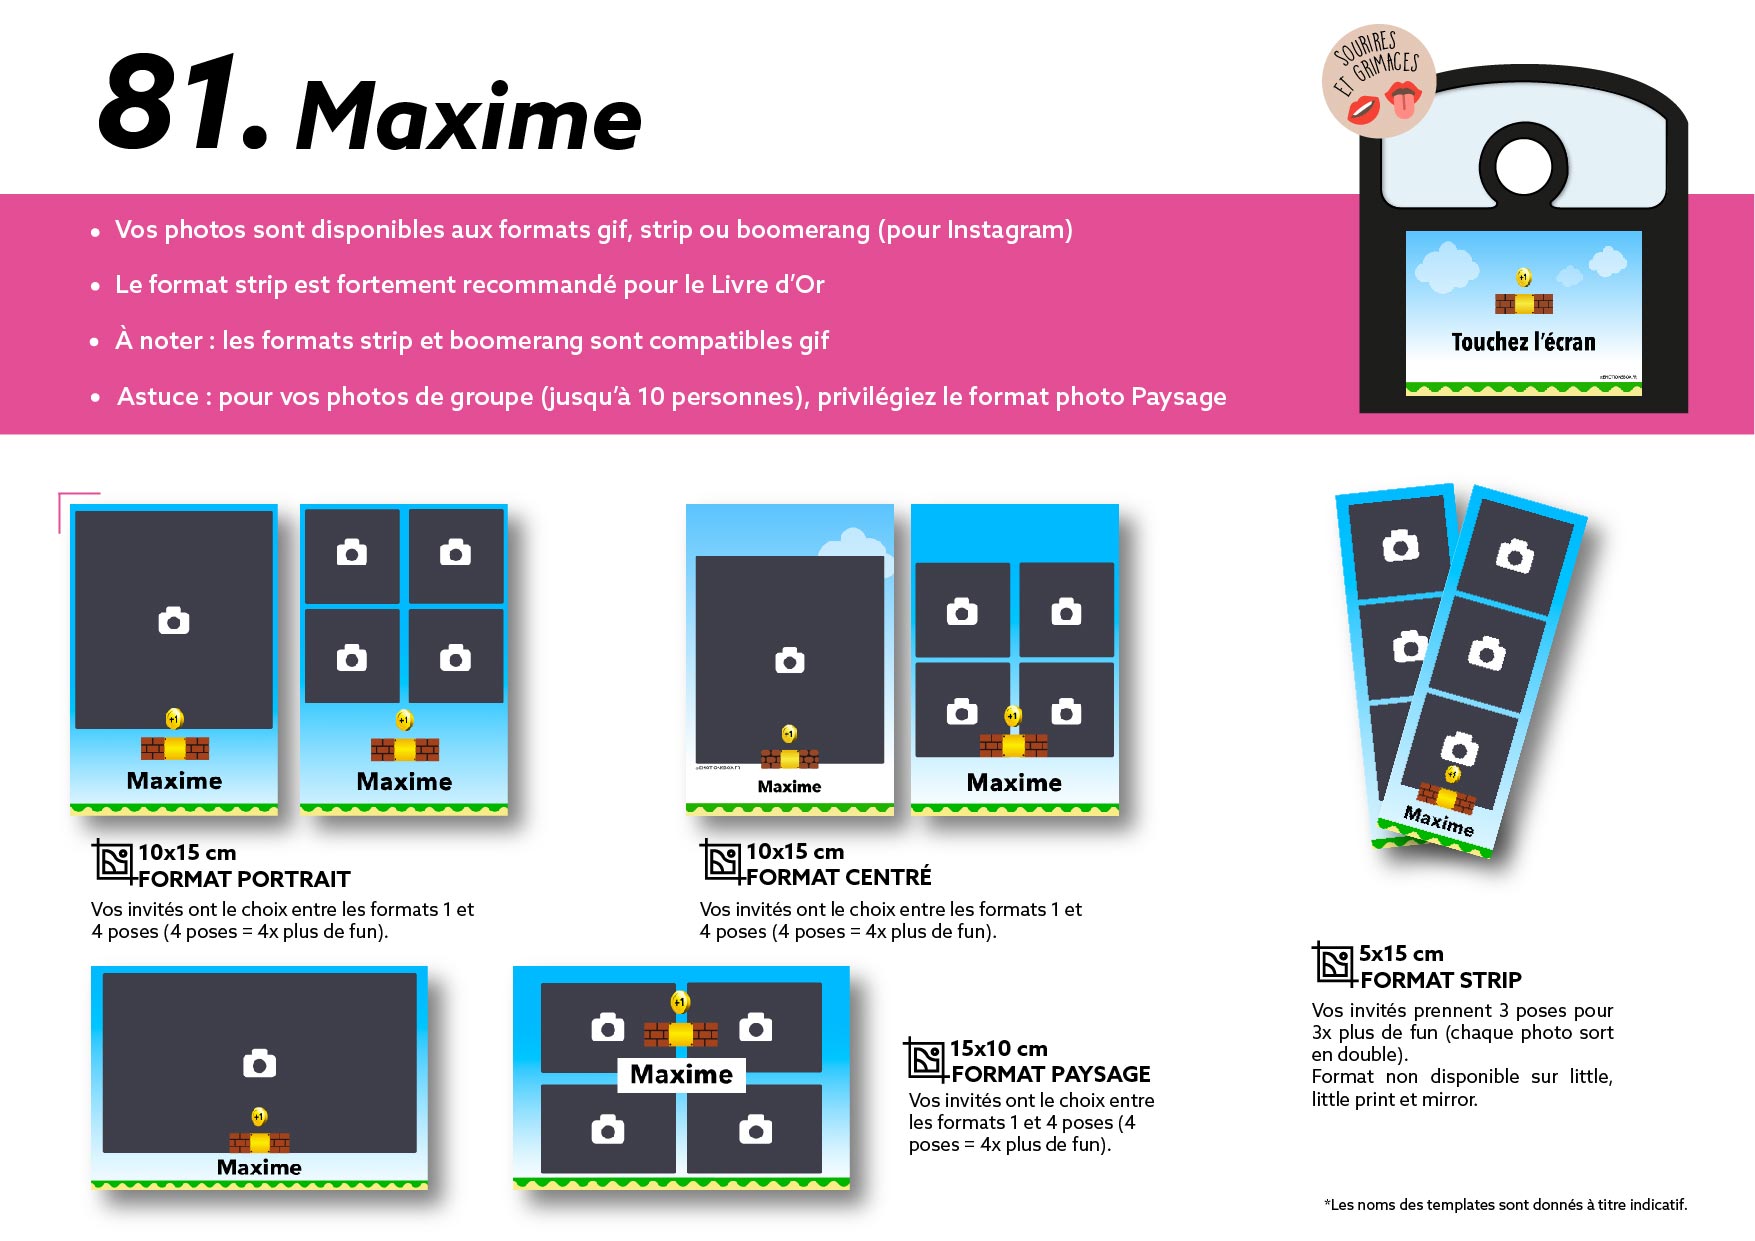 81. Maxime
SOURIRES
ET GRIMACES
• Vos photos sont disponibles aux formats gif, strip ou boomerang (pour Instagram)
• Le format strip est fortement recommandé pour le Livre d'Or
• À noter : les formats strip et boomerang sont compatibles gif
• Astuce : pour vos photos de groupe (jusqu'à 10 personnes), privilégiez le format photo Paysage
+1
Touchez l'écran
+1
Maxime
+1
Maxime
+1
Maxime
+1
Maxime
+1
Maxime
10x15 cm
FORMAT PORTRAIT
Vos invités ont le choix entre les formats 1 et
4 poses (4 poses = 4x plus de fun).
10x15 cm
FORMAT CENTRÉ
Vos invités ont le choix entre les formats 1 et
4 poses (4 poses = 4x plus de fun).
+1
Maxime
+1
Maxime
15x10 cm
FORMAT PAYSAGE
Vos invités ont le choix entre
les formats 1 et 4 poses (4
poses = 4x plus de fun).
5x15 cm
FORMAT STRIP
Vos invités prennent 3 poses pour
3x plus de fun (chaque photo sort
en double).
Format non disponible sur little,
little print et mirror.
*Les noms des templates sont donnés à titre indicatif.